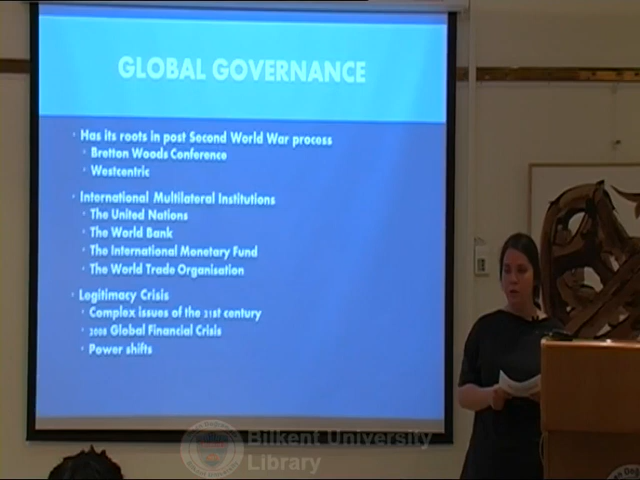 GLOBAL GOVERNANCE
Has its roots in post Second World War process
Bretton Woods Conference
Westcentric
International Multilateral Institutions
The United Nations
The World Bank
The International Monetary Fund
The World Trade Organisation
Legitimacy Crisis
Complex issues of the 21st century
2008 Global Financial Crisis
Power shifts
Bilkent University
Library